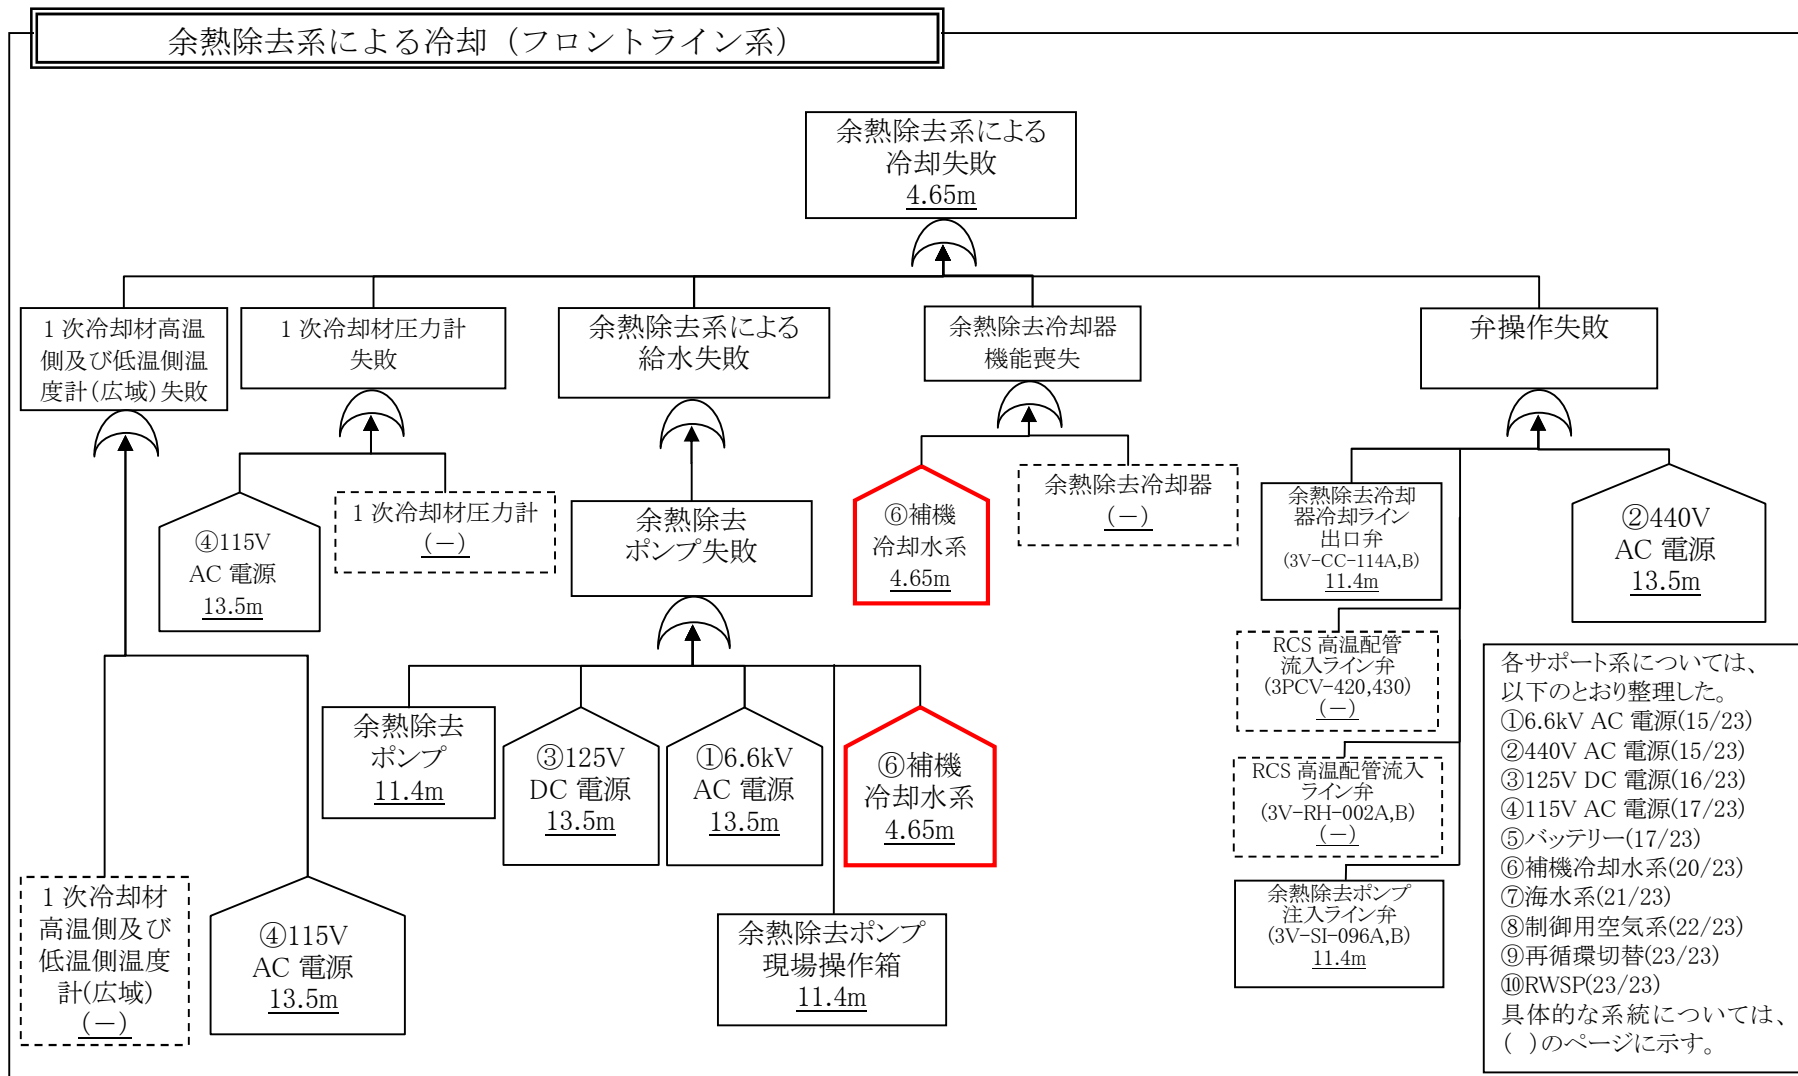 余熱除去系による冷却（フロントライン系）
余熱除去系による
冷却失敗
4.65m
1 次冷却材高温
側及び低温側温
度計(広域)失敗
1 次冷却材圧力計
失敗
余熱除去系による
給水失敗
余熱除去冷却器
機能喪失
弁操作失敗
④115V
AC 電源
13.5m
1 次冷却材圧力計
(－)
余熱除去
ポンプ失敗
⑥補機
冷却水系
4.65m
余熱除去冷却器
(－)
余熱除去冷却
器冷却ライン
出口弁
(3V-CC-114A,B)
11.4m
②440V
AC 電源
13.5m
RCS 高温配管
流入ライン弁
(3PCV-420,430)
(－)
RCS 高温配管流入
ライン弁
(3V-RH-002A,B)
(－)
余熱除去ポンプ
注入ライン弁
(3V-SI-096A,B)
11.4m
余熱除去
ポンプ
11.4m
③125V
DC 電源
13.5m
①6.6kV
AC 電源
13.5m
⑥補機
冷却水系
4.65m
余熱除去ポンプ
現場操作箱
11.4m
1 次冷却材
高温側及び
低温側温度
計(広域)
(－)
④115V
AC 電源
13.5m
各サポート系については、
以下のとおり整理した。
①6.6kV AC 電源(15/23)
②440V AC 電源(15/23)
③125V DC 電源(16/23)
④115V AC 電源(17/23)
⑤バッテリー(17/23)
⑥補機冷却水系(20/23)
⑦海水系(21/23)
⑧制御用空気系(22/23)
⑨再循環切替(23/23)
⑩RWSP(23/23)
具体的な系統については、
( )のページに示す。